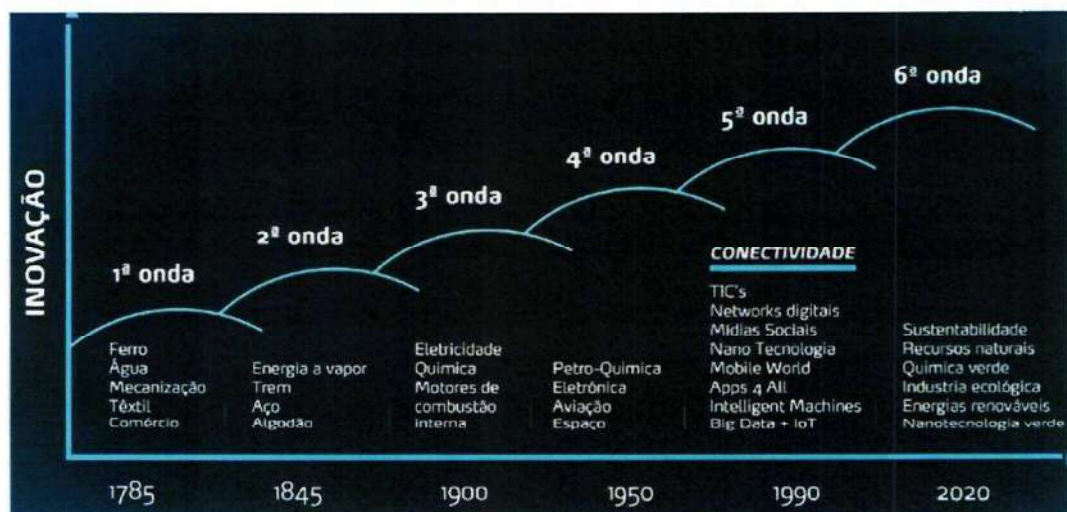 INOVAÇÃO
1ª onda
2ª onda
3ª onda
4ª onda
5ª onda
6ª onda
Ferro
Água
Mecanização
Têxtil
Comércio
Energia a vapor
Trem
Aço
Algodão
Eletricidade
Química
Motores de
combustão
Interna
Petro-Química
Eletrônica
Aviação
Espaço
CONECTIVIDADE
TIC's
Networks digitais
Mídias Sociais
Nano Tecnologia
Mobile World
Apps 4 All
Intelligent Machines
Big Data + IoT
Sustentabilidade
Recursos naturais
Química verde
Industria ecológica
Energias renováveis
Nanotecnologia verde
1785
1845
1900
1950
1990
2020